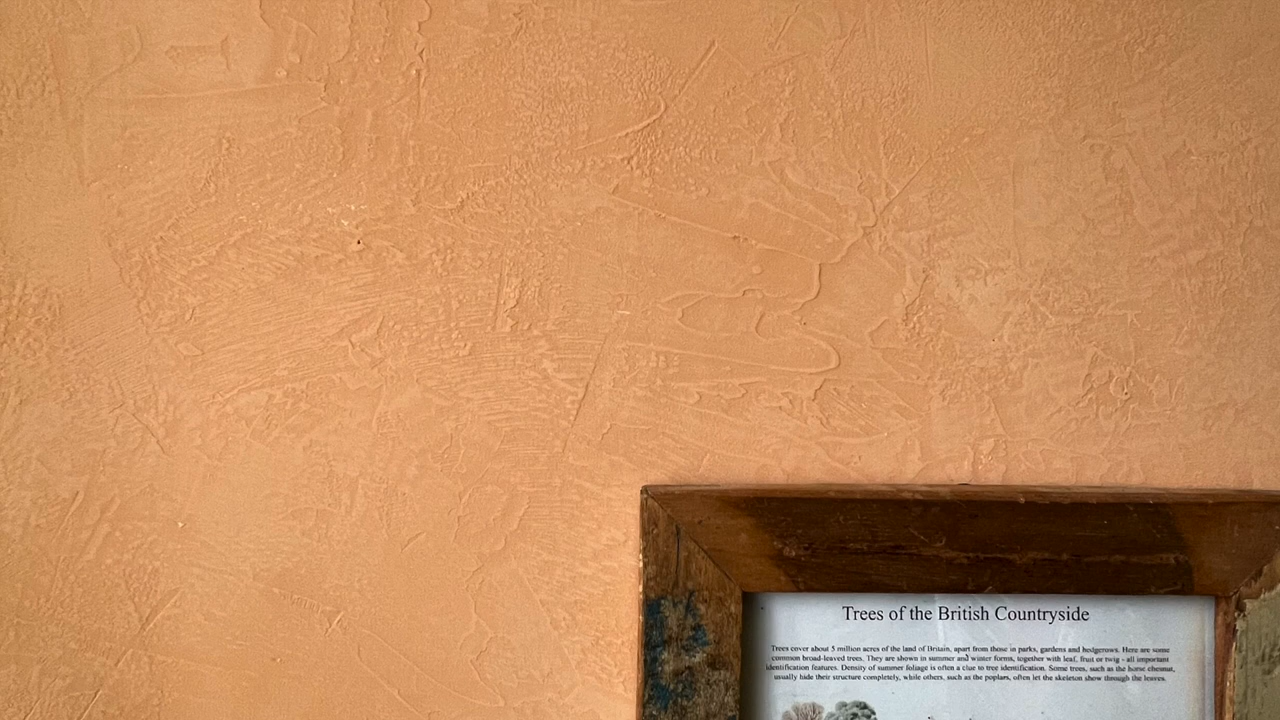 Trees of the British Countryside
Trees cover about 5 million acres of the land of Britain, apart from those in parks, gardens and hedgerows. Here are some
common broad-leaved trees. They are shown in summer and winter forms, together with leaf, fruit or twig - all important
identification features. Density of summer foliage is often a clue to tree identification. Some trees, such as the horse chestnut,
usually hide their structure completely, while others, such as the poplars, often let the skeleton show through the leaves.